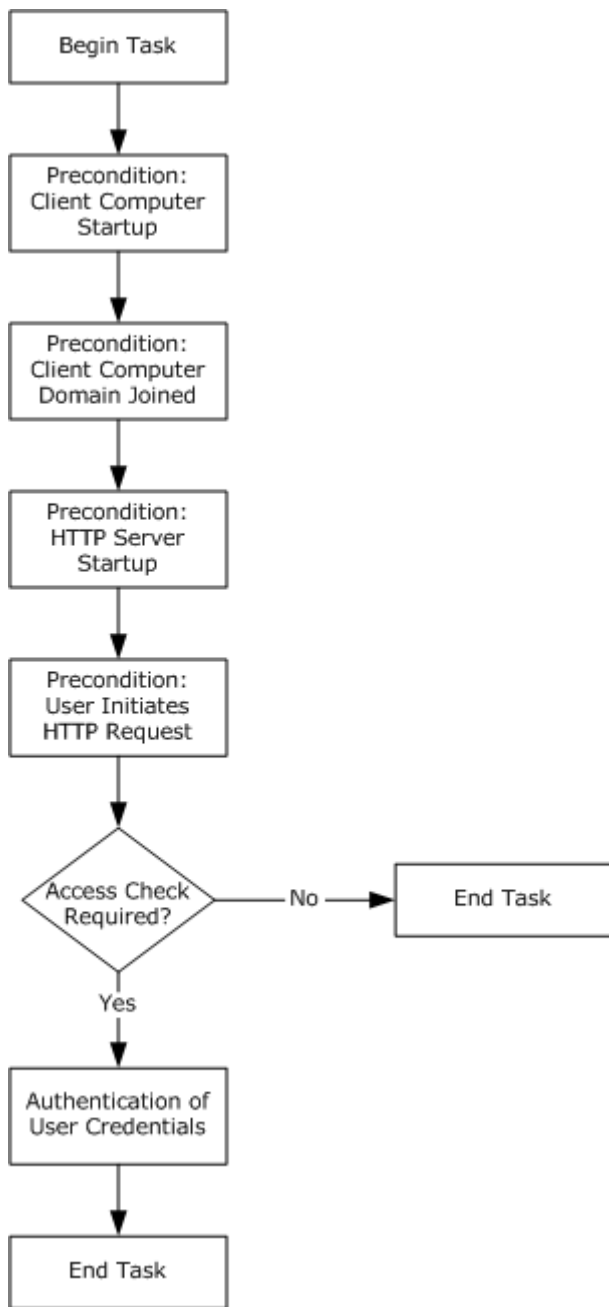 Begin Task
Precondition:
Client Computer
Startup
Precondition:
Client Computer
Domain Joined
Precondition:
HTTP Server
Startup
Precondition:
User Initiates
HTTP Request
Access Check
Required?
No
End Task
Yes
Authentication of
User Credentials
End Task